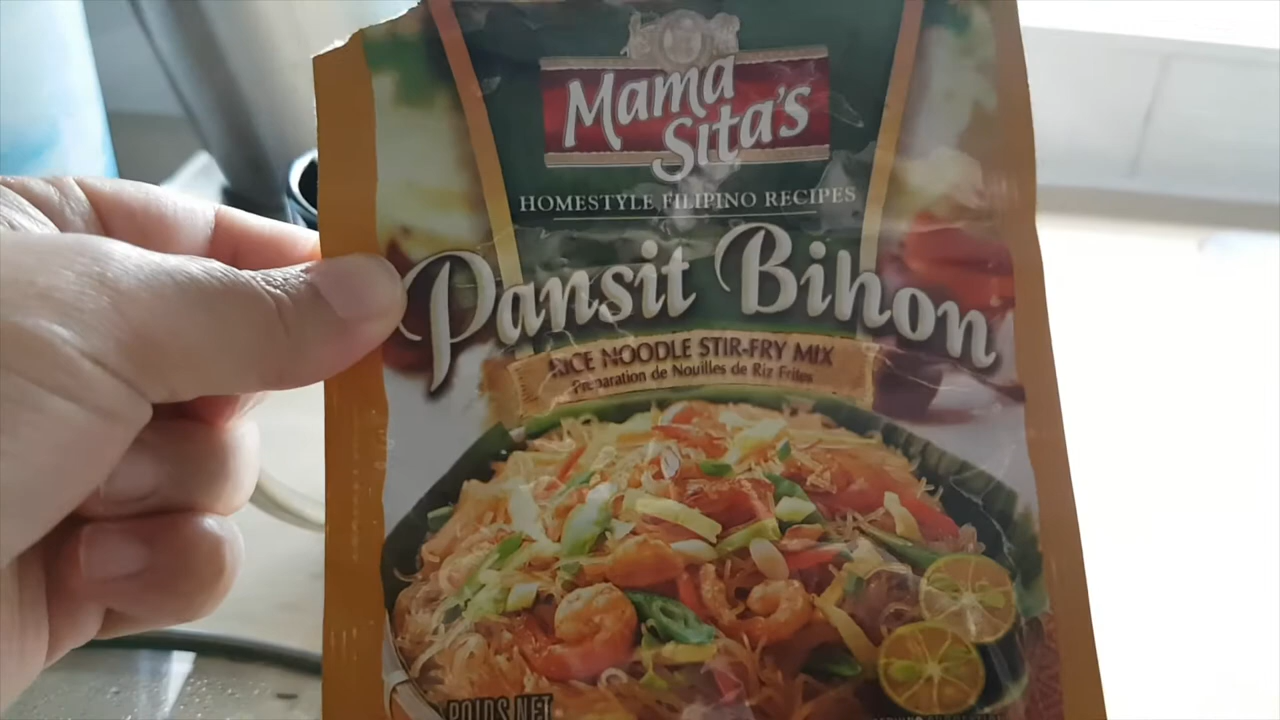 Mama
Sita's
HOMESTYLE FILIPINO RECIPES
Pansit Bihon
RICE NOODLE STIR-FRY MIX
Préparation de Nouilles de Riz Frites
POIDS NET